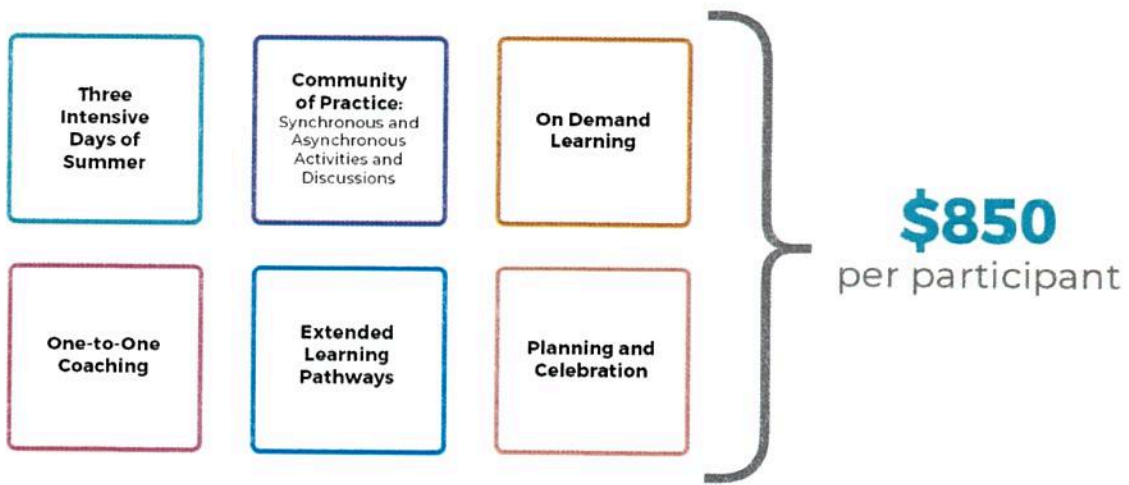 Three
Intensive
Days of
Summer
Community
of Practice:
Synchronous and
Asynchronous
Activities and
Discussions
On Demand
Learning
One-to-One
Coaching
Extended
Learning
Pathways
Planning and
Celebration
$850
per participant